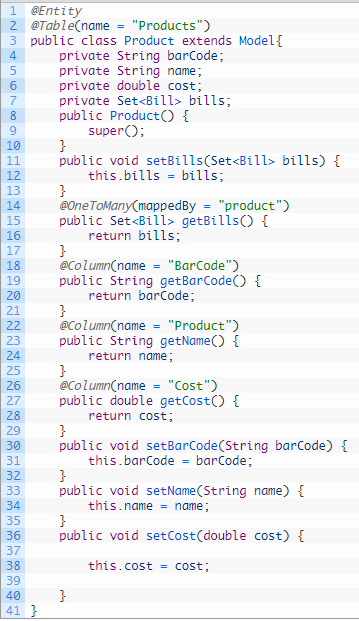 1 @Entity
2 @Table(name = "Products")
3 public class Product extends Model{
4     private String barCode;
5     private String name;
6     private double cost;
7     private Set<Bill> bills;
8     public Product() {
9         super();
10     }
11     public void setBills(Set<Bill> bills) {
12         this.bills = bills;
13     }
14     @OneToMany(mappedBy = "product")
15     public Set<Bill> getBills() {
16         return bills;
17     }
18     @Column(name = "BarCode")
19     public String getBarCode() {
20         return barCode;
21     }
22     @Column(name = "Product")
23     public String getName() {
24         return name;
25     }
26     @Column(name = "Cost")
27     public double getCost() {
28         return cost;
29     }
30     public void setBarCode(String barCode) {
31         this.barCode = barCode;
32     }
33     public void setName(String name) {
34         this.name = name;
35     }
36     public void setCost(double cost) {
37
38         this.cost = cost;
39
40     }
41 }